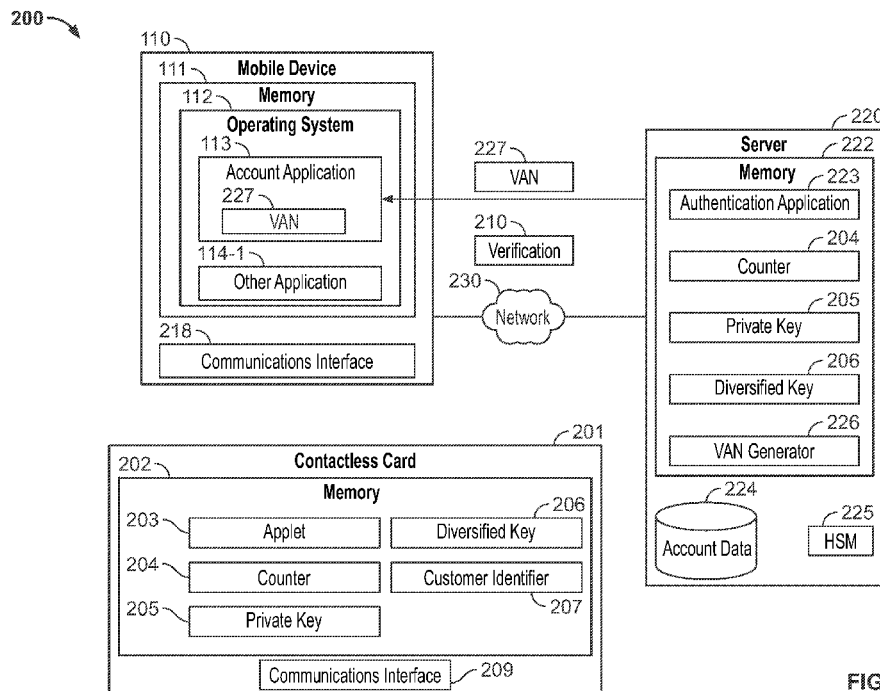 200
110
Mobile Device
111
Memory
112
Operating System
113
Account Application
227
VAN
114-1
Other Application
218
Communications Interface
227
VAN
210
Verification
230
Network
220
Server
222
Memory
223
Authentication Application
204
Counter
205
Private Key
206
Diversified Key
226
VAN Generator
224
Account Data
225
HSM
201
Contactless Card
202
Memory
203
Applet
206
Diversified Key
204
Counter
Customer Identifier
207
205
Private Key
Communications Interface
209
FIG